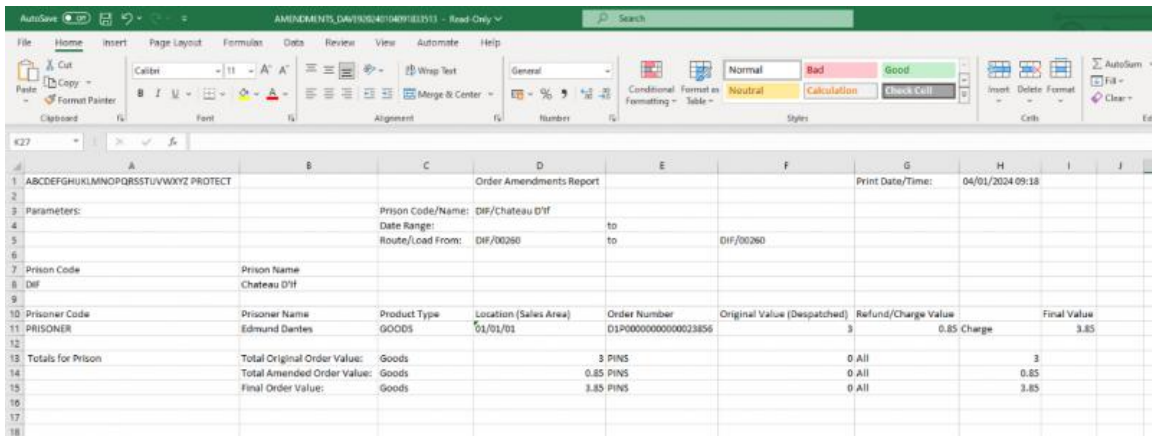 AutoSave Off AMENDMENTS_DAVE9202401040918​33513 - Read-Only Search
File Home Insert Page Layout Formulas Data Review View Automate Help
Cut
Copy
Format Painter
Paste
Clipboard
Calibri 11 A A
B I U A
Font
Wrap Text
Merge & Center
Alignment
General
%
Number
Conditional Formatting
Format as Table
Normal Bad Good
Neutral Calculation Check Cell
Styles
Insert Delete Format
Cells
AutoSum
Fill
Clear
K27 fx
A B C D E F G H I J
1 ABCDEFGHIJKLMNOPQRSSTUVWXYZ PROTECT Order Amendments Report Print Date/Time: 04/01/2024 09:18
2
3 Parameters: Prison Code/Name: DIF/Chateau D'If
4 Date Range: to
5 Route/Load From: DIF/00260 to DIF/00260
6
7 Prison Code Prison Name
8 DIF Chateau D'If
9
10 Prisoner Code Prisoner Name Product Type Location (Sales Area) Order Number Original Value (Despatched) Refund/Charge Value Final Value
11 PRISONER Edmund Dantes GOODS 01/01/01 D1P0000000000023856 3 0.85 Charge 3.85
12
13 Totals for Prison Total Original Order Value: Goods 3 PINS 0 All 3
14 Total Amended Order Value: Goods 0.85 PINS 0 All 0.85
15 Final Order Value: Goods 3.85 PINS 0 All 3.85
16
17
18